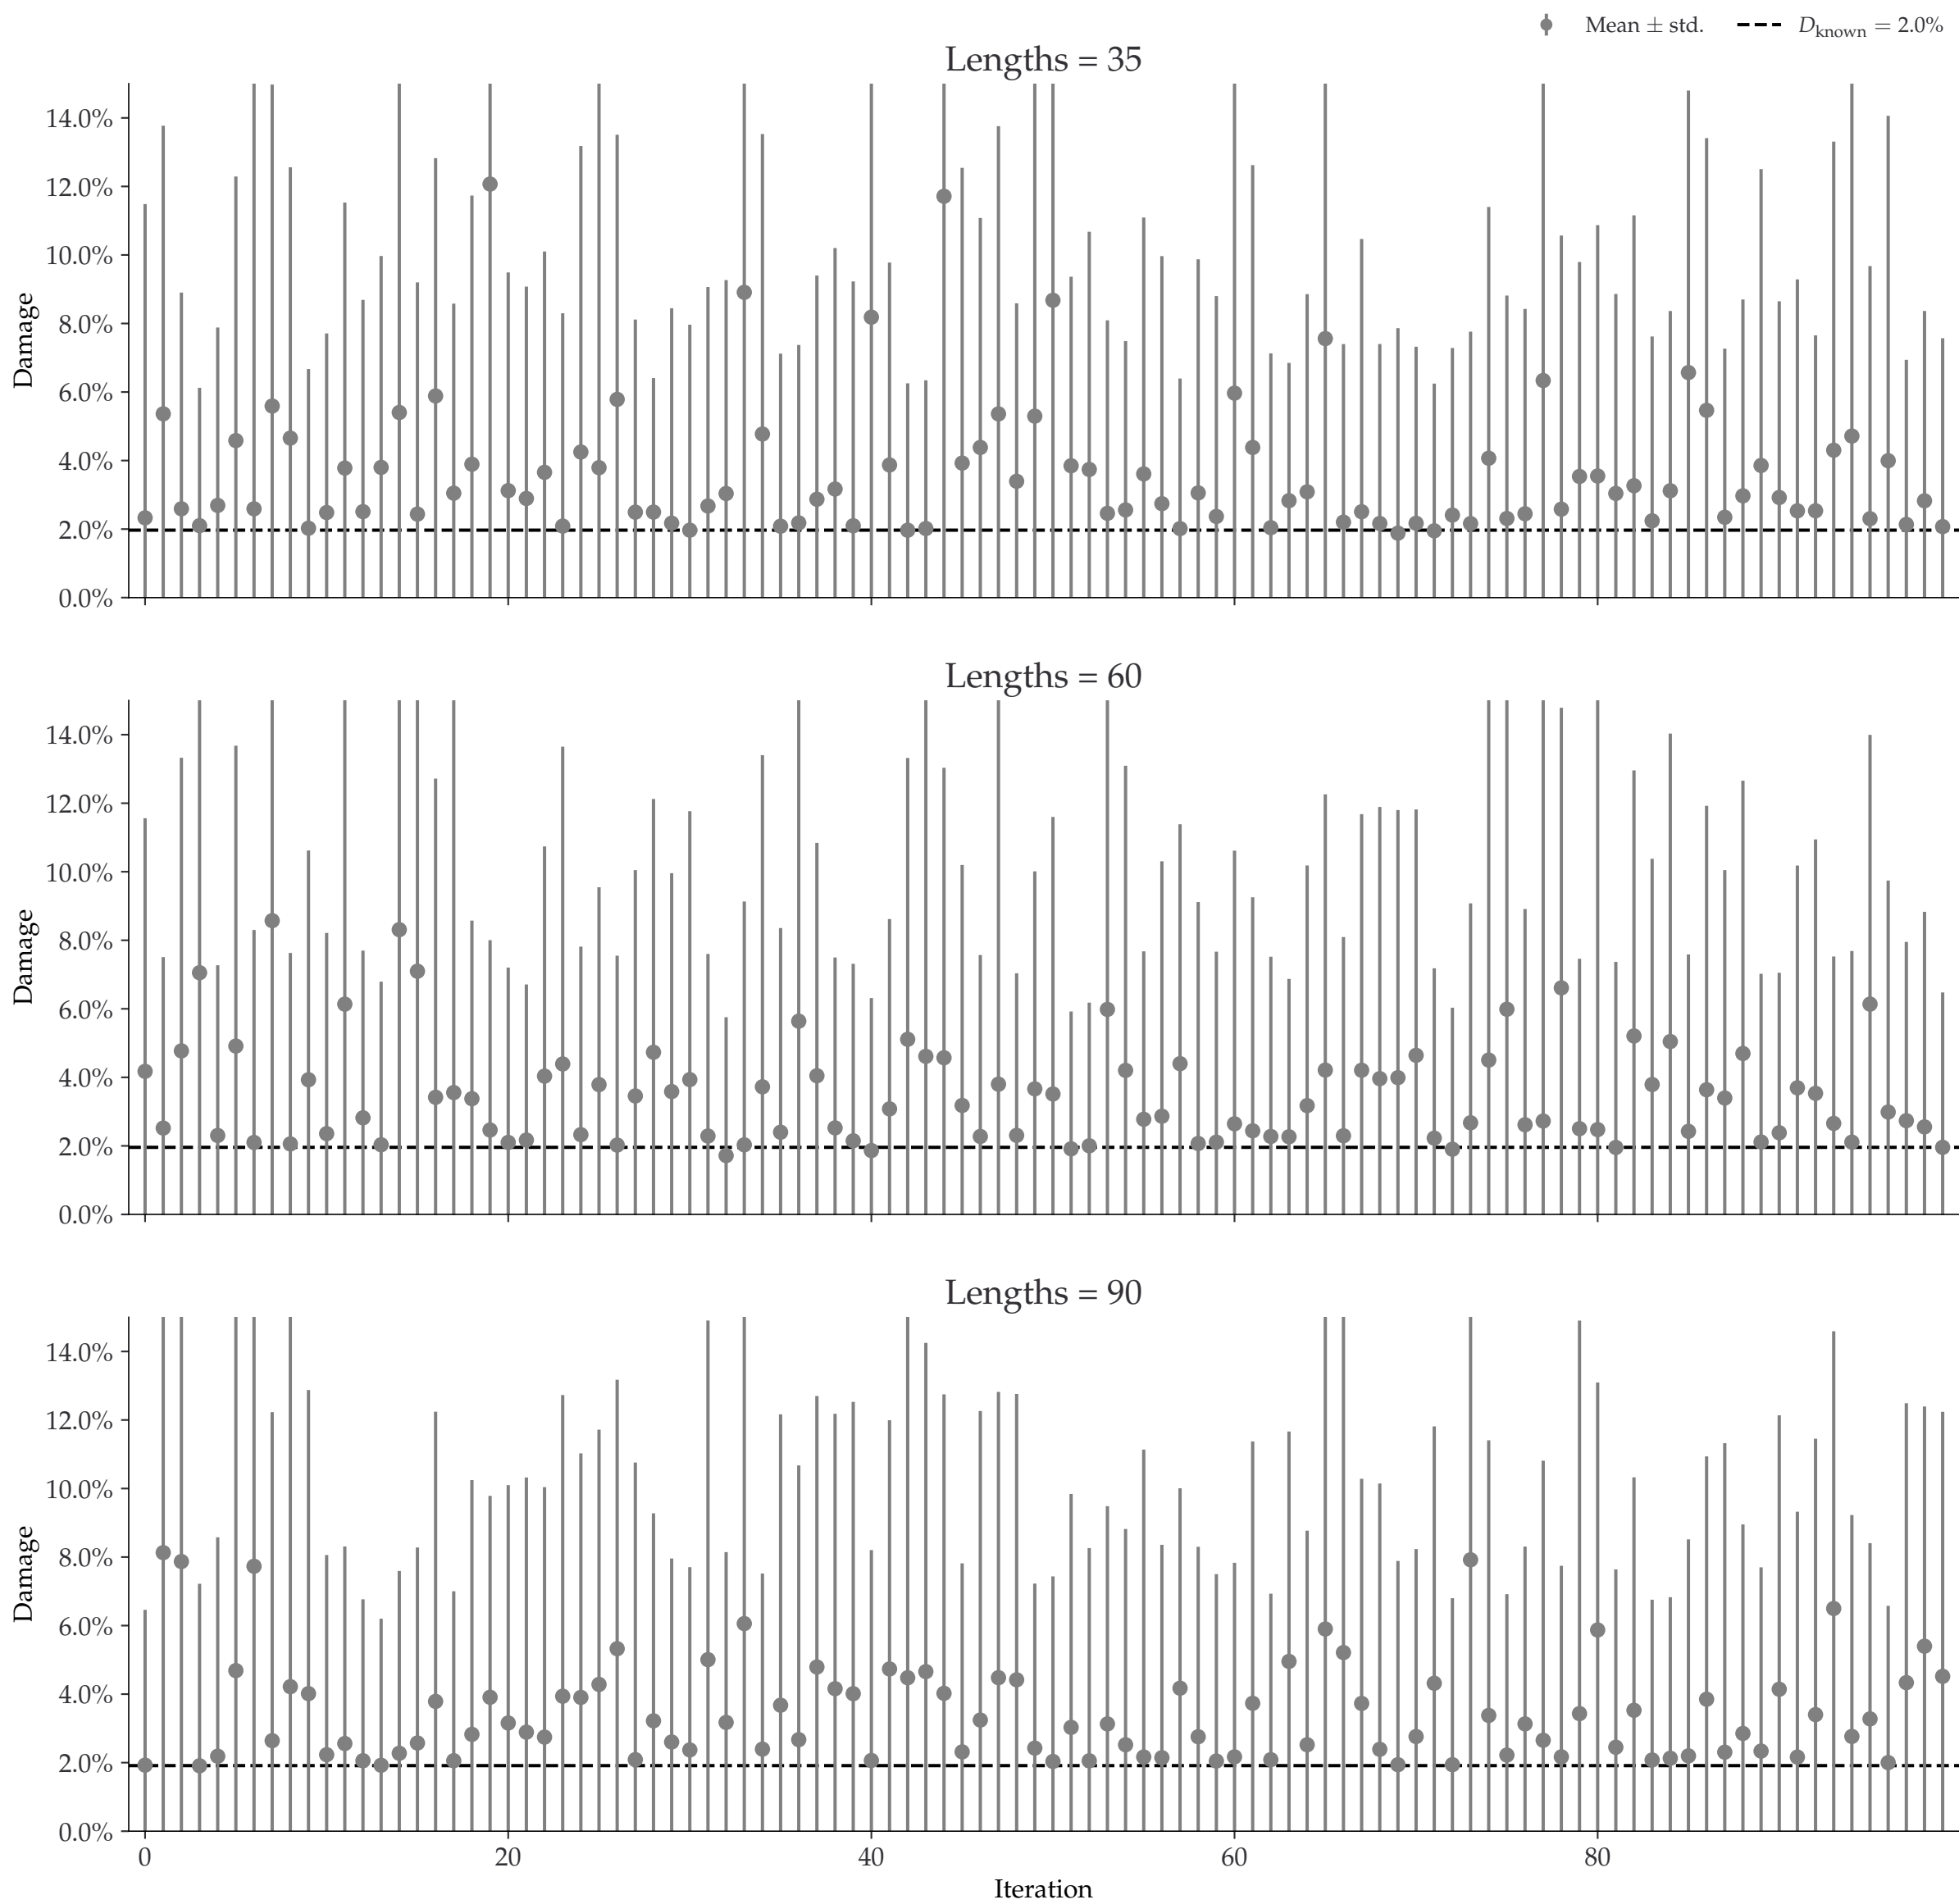 Mean ± std. D_known = 2.0%
Lengths = 35
14.0%
12.0%
10.0%
8.0%
6.0%
4.0%
2.0%
0.0%
Damage
Lengths = 60
14.0%
12.0%
10.0%
8.0%
6.0%
4.0%
2.0%
0.0%
Damage
Lengths = 90
14.0%
12.0%
10.0%
8.0%
6.0%
4.0%
2.0%
0.0%
Damage
0 20 40 60 80
Iteration